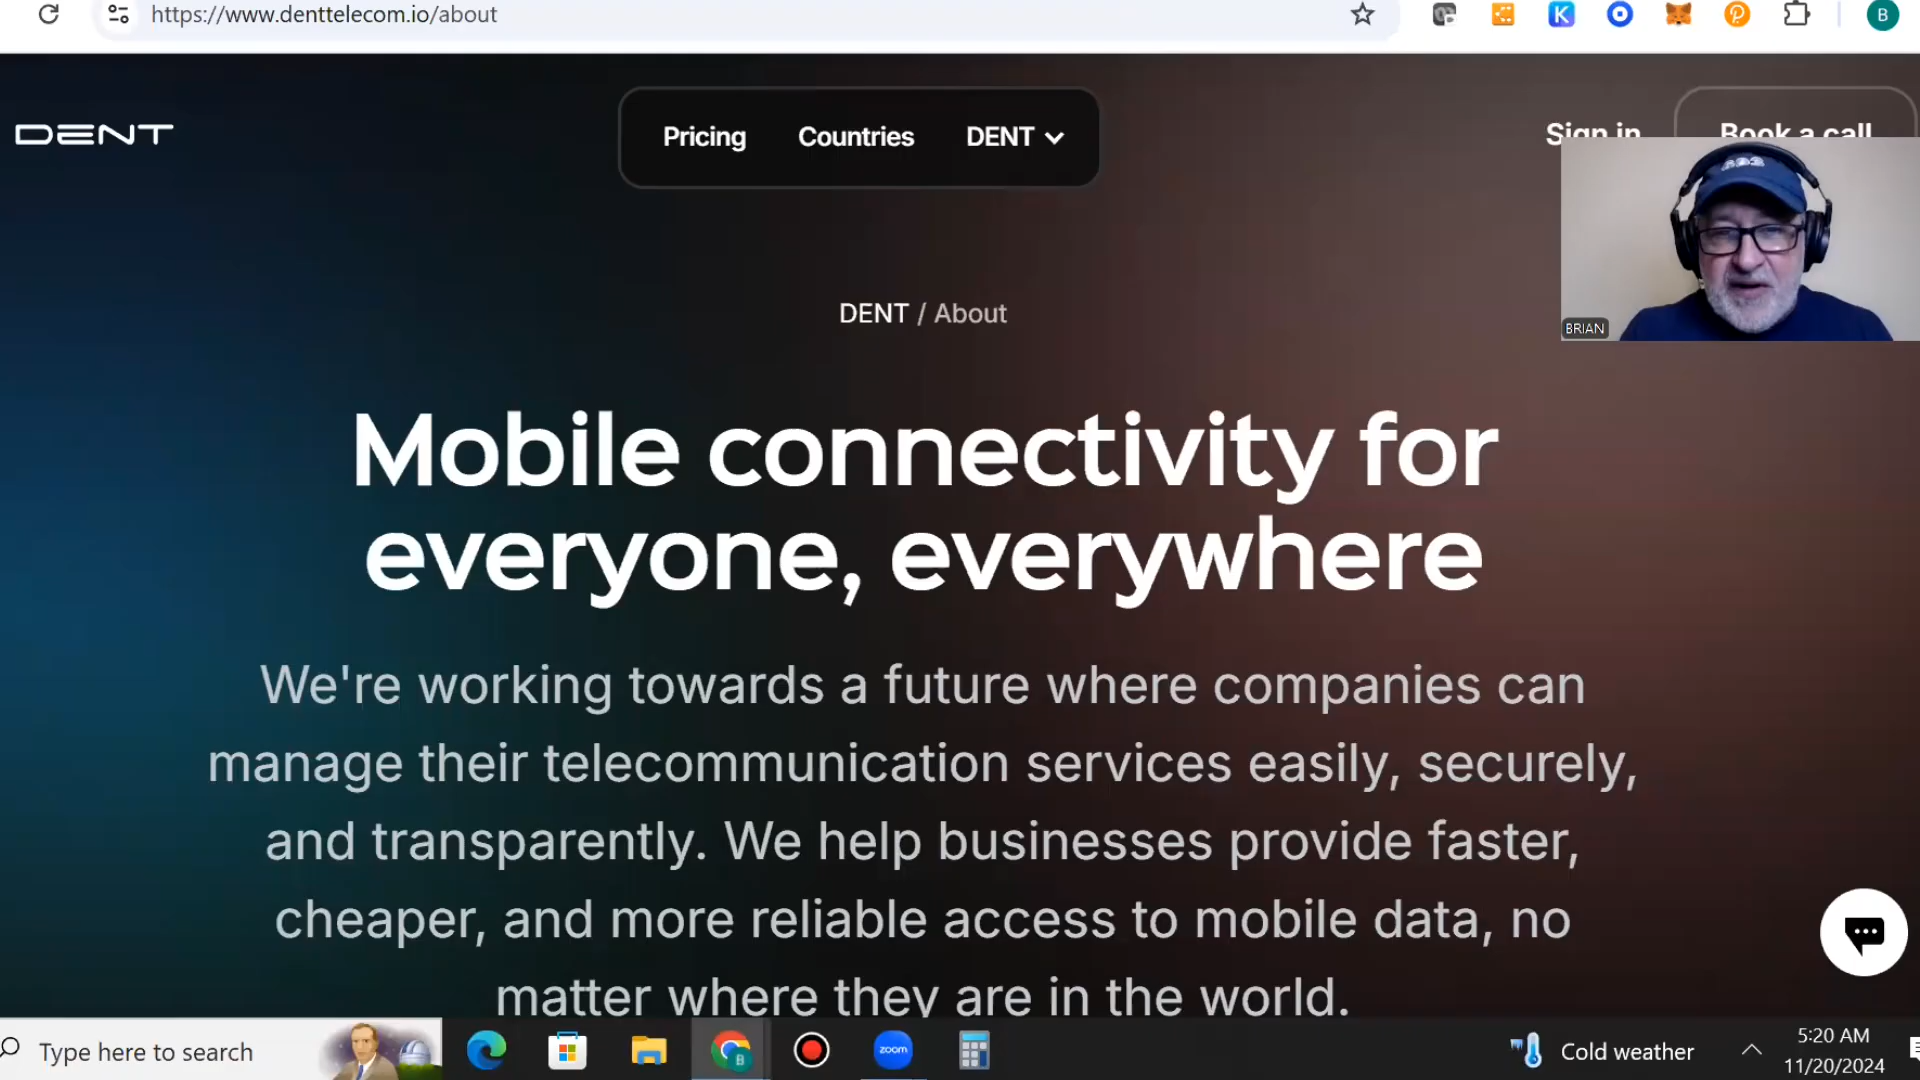 https://www.denttelecom.io/about
K
B
DENT
Pricing
Countries
DENT
Sign in
Book a call
BRIAN
DENT / About
Mobile connectivity for
everyone, everywhere
We're working towards a future where companies can
manage their telecommunication services easily, securely,
and transparently. We help businesses provide faster,
cheaper, and more reliable access to mobile data, no
matter where they are in the world.
Type here to search
B
zoom
Cold weather
5:20 AM
11/20/2024